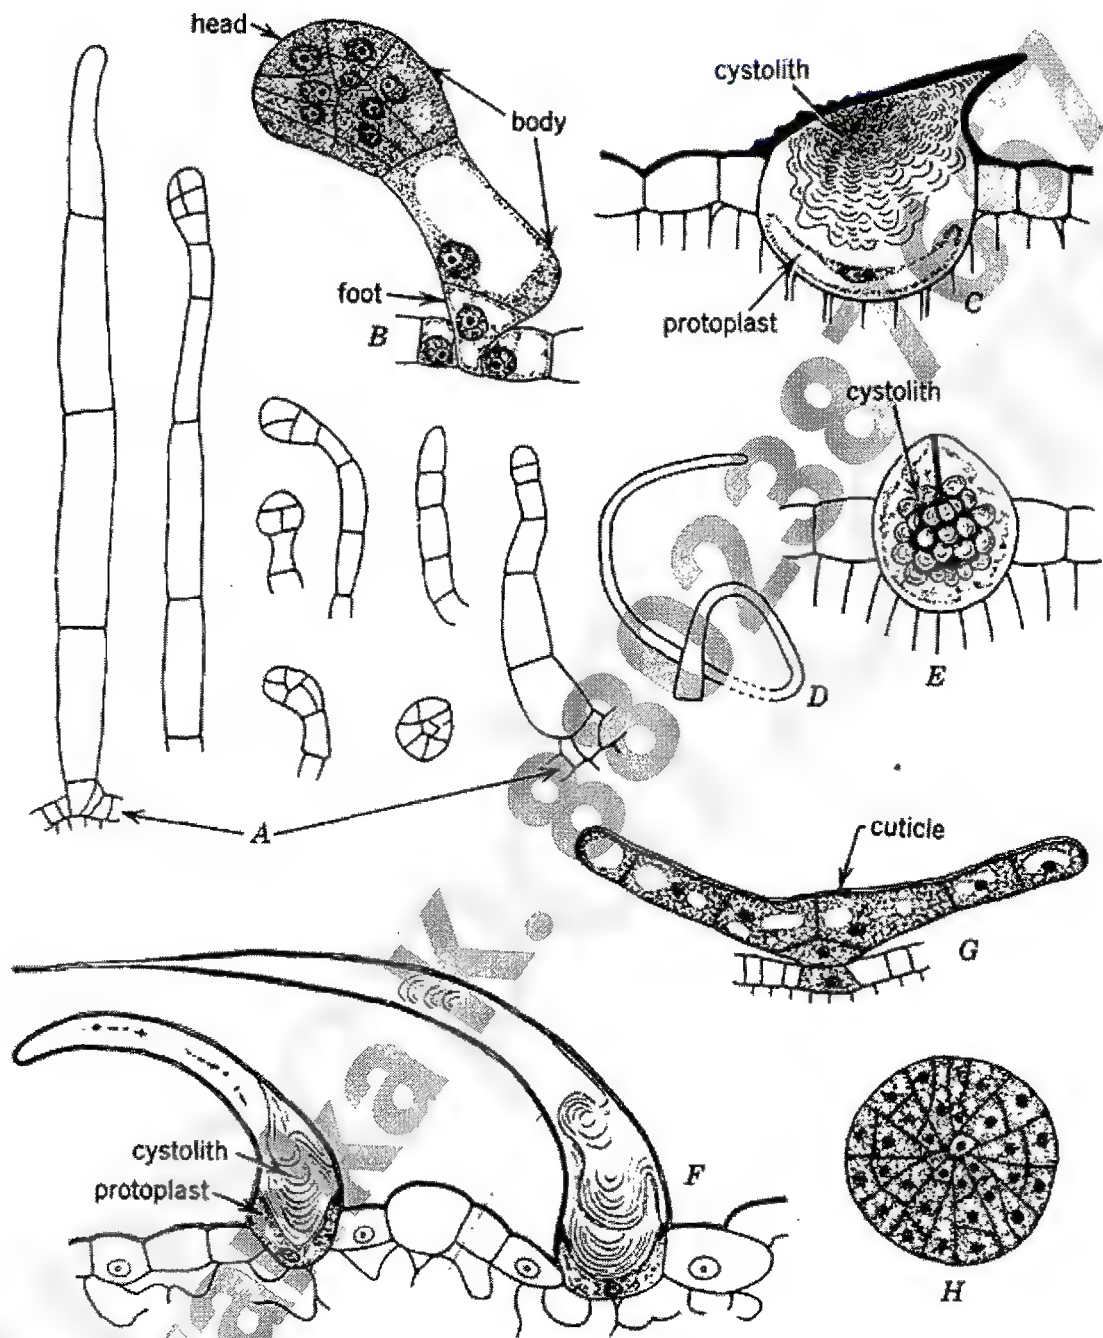 head
body
foot
B
cystolith
protoplast
C
cystolith
E
D
A
cuticle
G
cystolith
protoplast
F
H